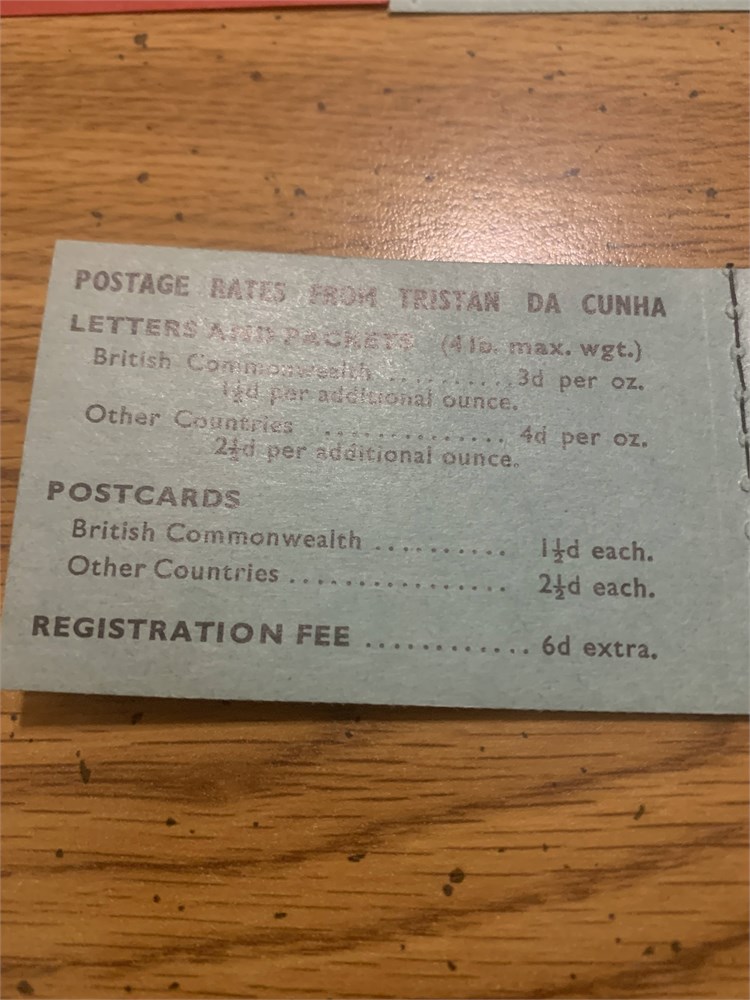 POSTAGE RATES FROM TRISTAN DA CUNHA
LETTERS AND PACKETS (4 lb. max. wgt.)
British Commonwealth ..........3d per oz.
1½d per additional ounce.
Other Countries .............. 4d per oz.
2½d per additional ounce.
POSTCARDS
British Commonwealth .......... 1½d each.
Other Countries ................ 2½d each.
REGISTRATION FEE ............ 6d extra.